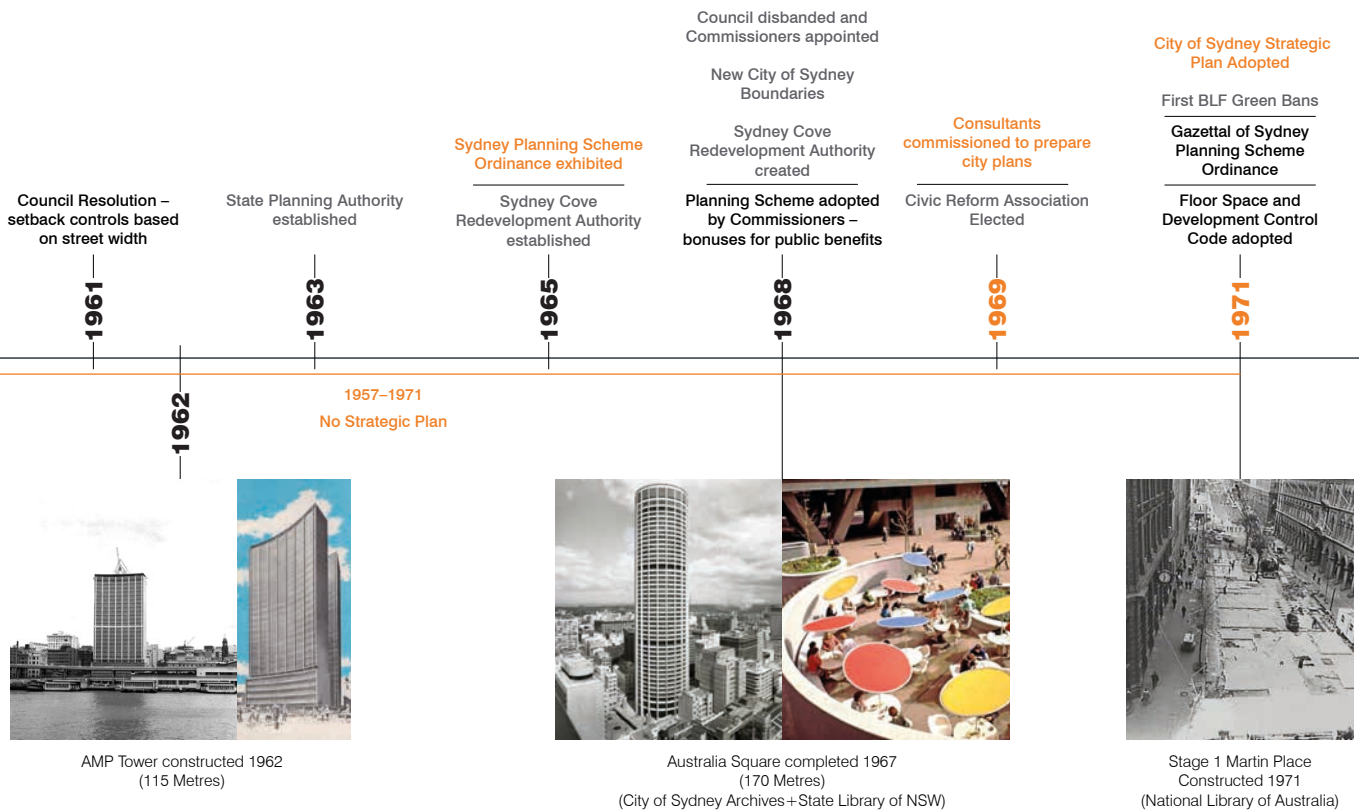 Council Resolution –
setback controls based
on street width
1961
1962
State Planning Authority
established
1963
Sydney Planning Scheme
Ordinance exhibited
Sydney Cove
Redevelopment Authority
established
1965
Council disbanded and
Commissioners appointed
New City of Sydney
Boundaries
Sydney Cove
Redevelopment Authority
created
Planning Scheme adopted
by Commissioners –
bonuses for public benefits
1968
Consultants
commissioned to prepare
city plans
Civic Reform Association
Elected
1969
City of Sydney Strategic
Plan Adopted
First BLF Green Bans
Gazettal of Sydney
Planning Scheme
Ordinance
Floor Space and
Development Control
Code adopted
1971
1957–1971
No Strategic Plan
AMP Tower constructed 1962
(115 Metres)
Australia Square completed 1967
(170 Metres)
(City of Sydney Archives+State Library of NSW)
Stage 1 Martin Place
Constructed 1971
(National Library of Australia)